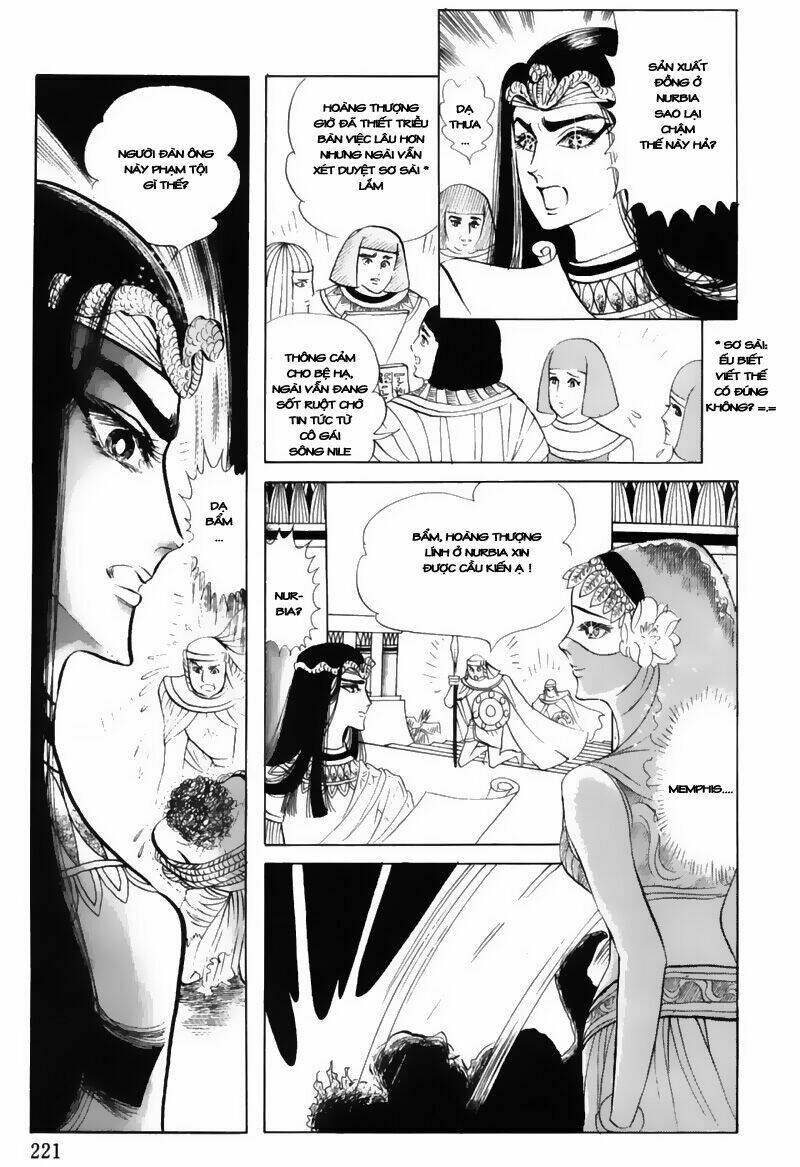 SẢN XUẤT
ĐỒNG Ở
NURBIA
SAO LẠI
CHẬM
THẾ NÀY HẢ?
DẠ
THƯA
...
HOÀNG THƯỢNG
GIỜ ĐÃ THIẾT TRIỀU
BÀN VIỆC LÂU HƠN
NHƯNG NGÀI VẪN
XÉT DUYỆT SƠ SÀI *
LẮM
THÔNG CẢM
CHO BỆ HẠ,
NGÀI VẪN ĐANG
SỐT RUỘT CHỜ
TIN TỨC TỪ
CÔ GÁI
SÔNG NILE
* SƠ SÀI:
ẾU BIẾT
VIẾT THẾ
CÓ ĐÚNG
KHÔNG? =.=
BẨM, HOÀNG THƯỢNG
LÍNH Ở NURBIA XIN
ĐƯỢC CẦU KIẾN Ạ !
NUR-
BIA?
MEMPHIS....
NGƯỜI ĐÀN ÔNG
NÀY PHẠM TỘI
GÌ THẾ?
DẠ
BẨM
...
221